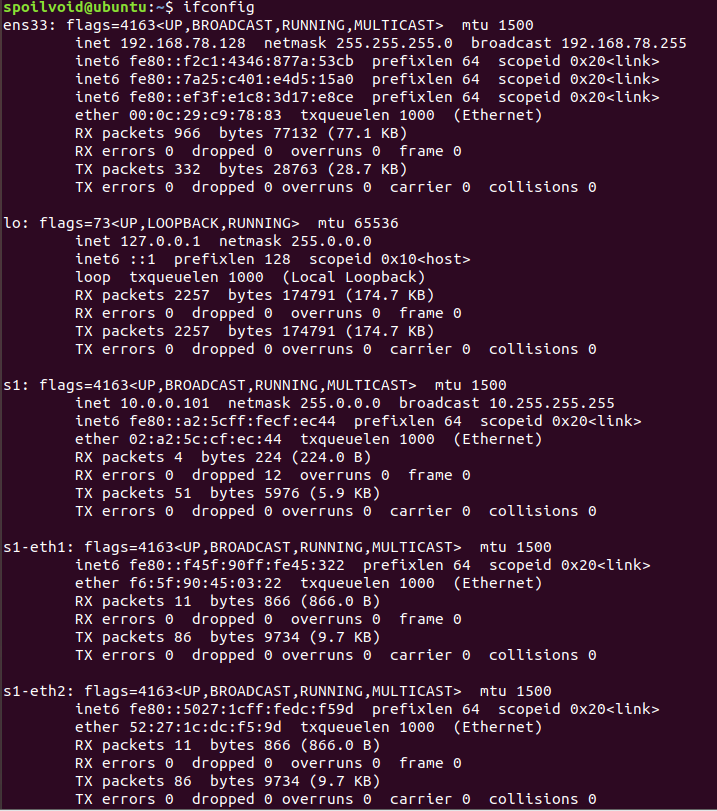 spoilvoid@ubuntu:~$ ifconfig
ens33: flags=4163<UP,BROADCAST,RUNNING,MULTICAST>  mtu 1500
        inet 192.168.78.128  netmask 255.255.255.0  broadcast 192.168.78.255
        inet6 fe80::f2c1:4346:877a:53cb  prefixlen 64  scopeid 0x20<link>
        inet6 fe80::7a25:c401:e4d5:15a0  prefixlen 64  scopeid 0x20<link>
        inet6 fe80::ef3f:e1c8:3d17:e8ce  prefixlen 64  scopeid 0x20<link>
        ether 00:0c:29:c9:78:83  txqueuelen 1000  (Ethernet)
        RX packets 966  bytes 77132 (77.1 KB)
        RX errors 0  dropped 0  overruns 0  frame 0
        TX packets 332  bytes 28763 (28.7 KB)
        TX errors 0  dropped 0 overruns 0  carrier 0  collisions 0

lo: flags=73<UP,LOOPBACK,RUNNING>  mtu 65536
        inet 127.0.0.1  netmask 255.0.0.0
        inet6 ::1  prefixlen 128  scopeid 0x10<host>
        loop  txqueuelen 1000  (Local Loopback)
        RX packets 2257  bytes 174791 (174.7 KB)
        RX errors 0  dropped 0  overruns 0  frame 0
        TX packets 2257  bytes 174791 (174.7 KB)
        TX errors 0  dropped 0 overruns 0  carrier 0  collisions 0

s1: flags=4163<UP,BROADCAST,RUNNING,MULTICAST>  mtu 1500
        inet 10.0.0.101  netmask 255.0.0.0  broadcast 10.255.255.255
        inet6 fe80::a2:5cff:fecf:ec44  prefixlen 64  scopeid 0x20<link>
        ether 02:a2:5c:cf:ec:44  txqueuelen 1000  (Ethernet)
        RX packets 4  bytes 224 (224.0 B)
        RX errors 0  dropped 12  overruns 0  frame 0
        TX packets 51  bytes 5976 (5.9 KB)
        TX errors 0  dropped 0 overruns 0  carrier 0  collisions 0

s1-eth1: flags=4163<UP,BROADCAST,RUNNING,MULTICAST>  mtu 1500
        inet6 fe80::f45f:90ff:fe45:322  prefixlen 64  scopeid 0x20<link>
        ether f6:5f:90:45:03:22  txqueuelen 1000  (Ethernet)
        RX packets 11  bytes 866 (866.0 B)
        RX errors 0  dropped 0  overruns 0  frame 0
        TX packets 86  bytes 9734 (9.7 KB)
        TX errors 0  dropped 0 overruns 0  carrier 0  collisions 0

s1-eth2: flags=4163<UP,BROADCAST,RUNNING,MULTICAST>  mtu 1500
        inet6 fe80::5027:1cff:fedc:f59d  prefixlen 64  scopeid 0x20<link>
        ether 52:27:1c:dc:f5:9d  txqueuelen 1000  (Ethernet)
        RX packets 11  bytes 866 (866.0 B)
        RX errors 0  dropped 0  overruns 0  frame 0
        TX packets 86  bytes 9734 (9.7 KB)
        TX errors 0  dropped 0 overruns 0  carrier 0  collisions 0